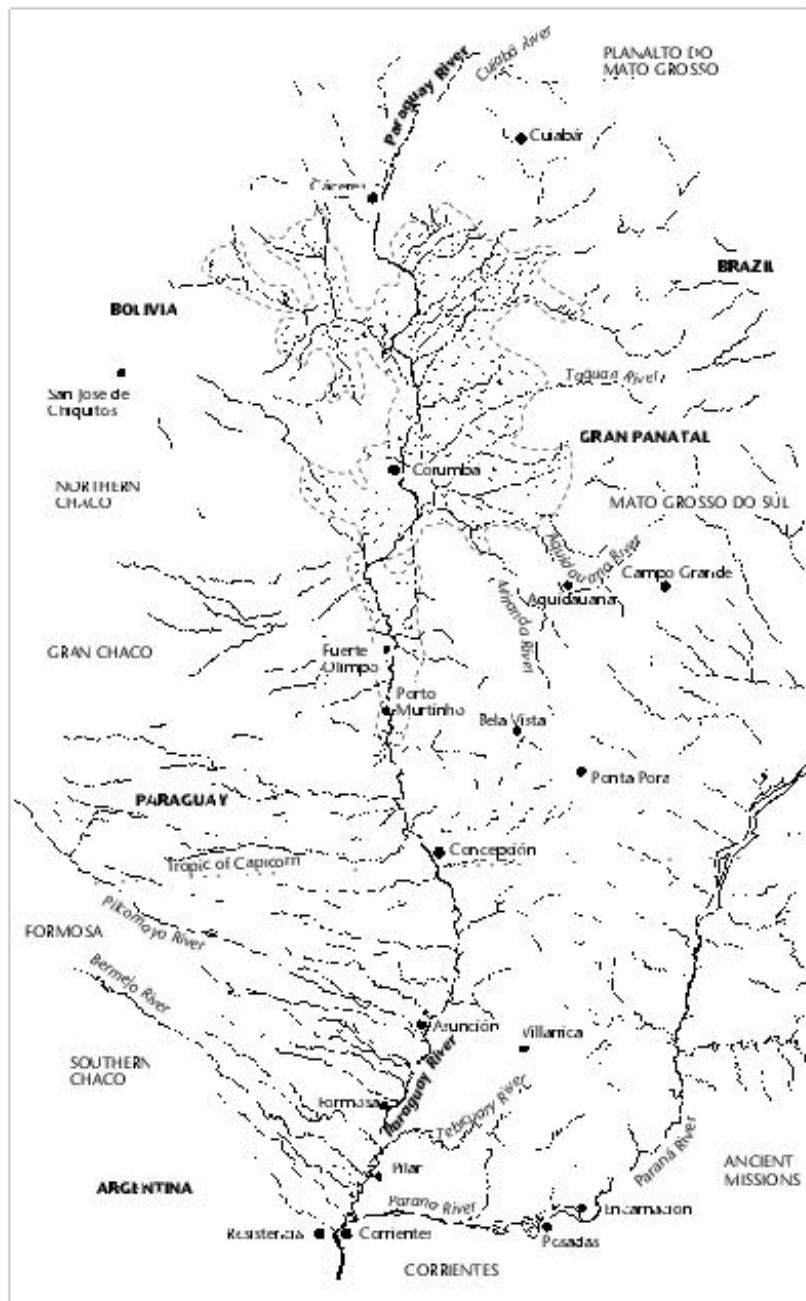 Cuiabá River
PLANALTO DO
MATO GROSSO
Paraguay River
Cuiabár
Cáceres
BRAZIL
BOLIVIA
San Jose de
Chiquitos
Taquari River
GRAN PANATAL
Corumba
NORTHERN
CHACO
MATO GROSSO DO SUL
Aquidauana River
Campo Grande
Aquidauana
Miranda River
GRAN CHACO
Fuerte
Olimpo
Porto
Murtinho
Bela Vista
Ponta Pora
PARAGUAY
Concepción
Tropic of Capicorn
Pilcomayo River
FORMOSA
Bermejo River
Asunción
Villarrica
SOUTHERN
CHACO
Paraguay River
Formosa
Tebicuary River
Pilar
Paraná River
ANCIENT
MISSIONS
ARGENTINA
Parana River
Encarnacion
Resistencia
Corrientes
Posadas
CORRIENTES